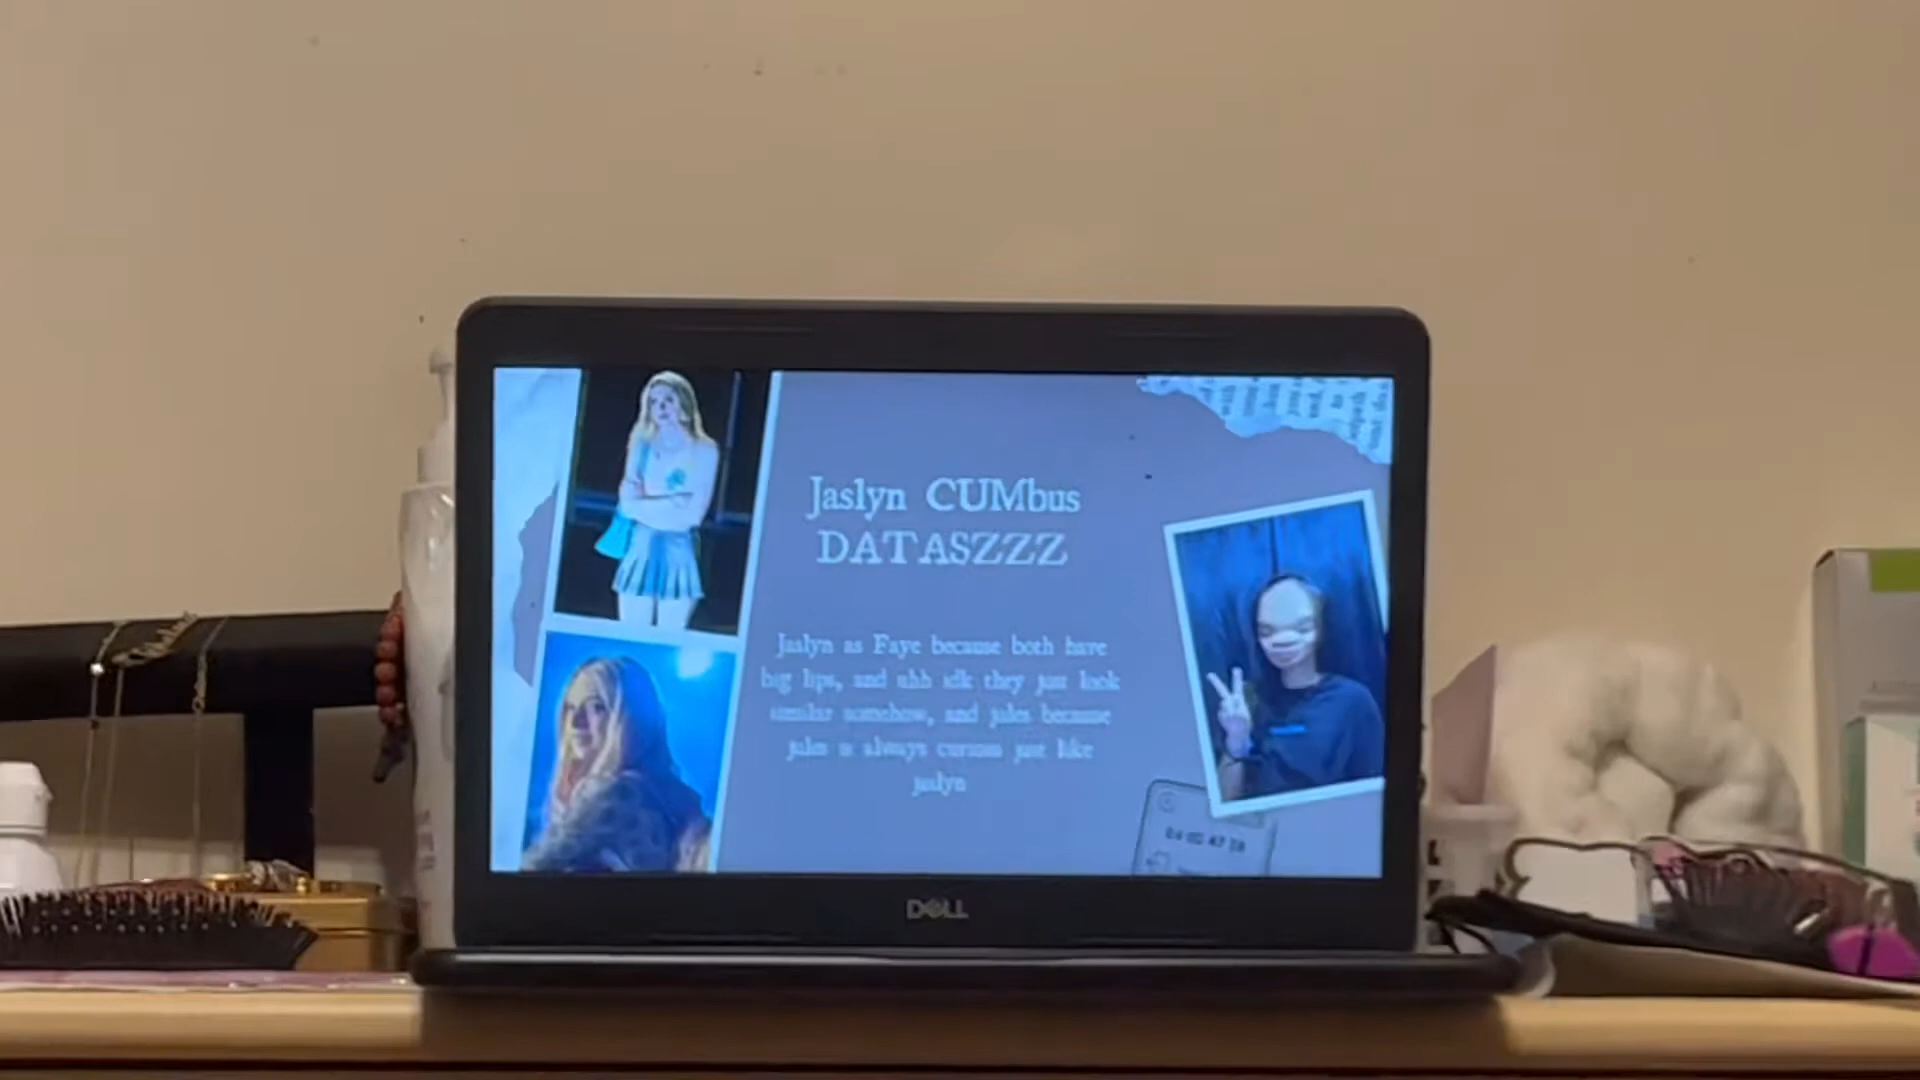 Jaslyn CUMbus
DATASZZZ
Jaslyn as Faye because both have
big lips, and uhh idk they just look
similar somehow, and jules because
jules is always curious just like
jaslyn
DELL